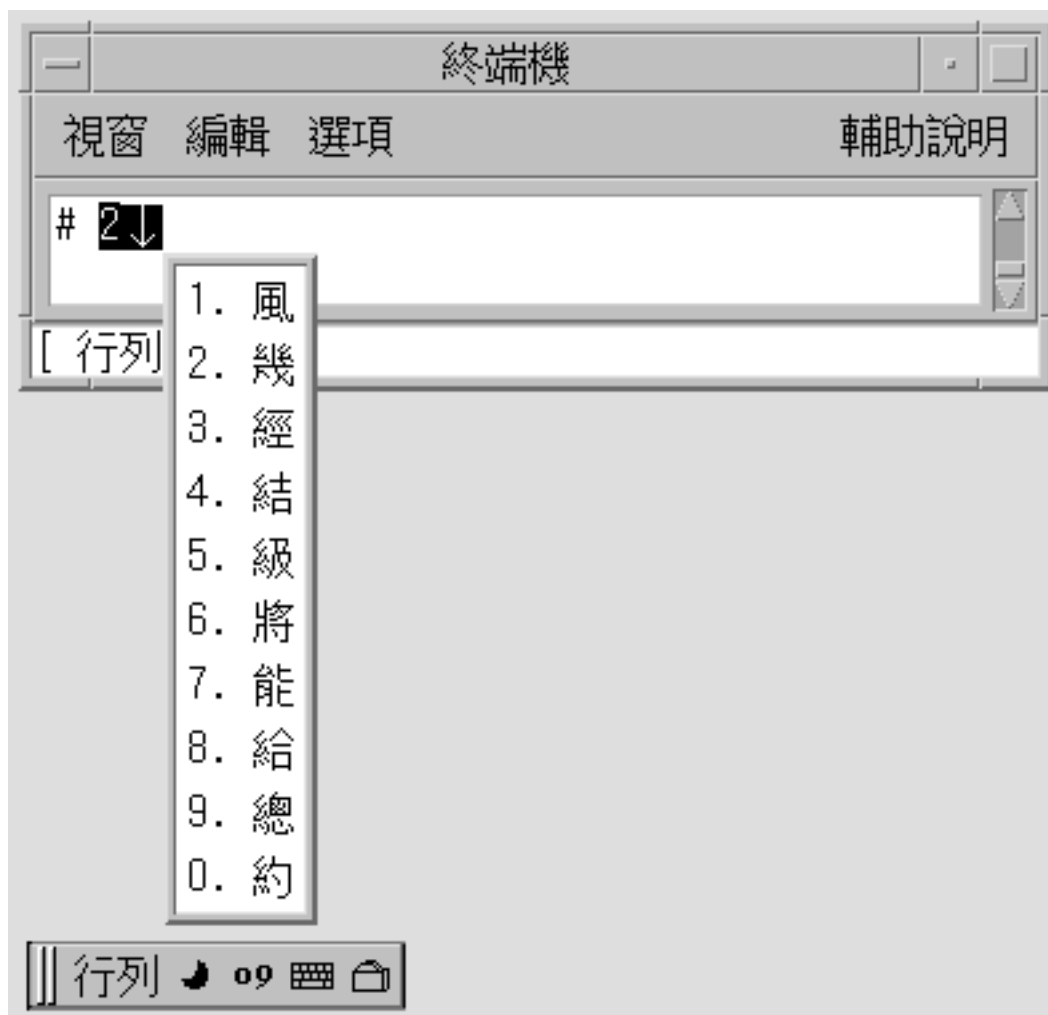 終端機
視窗 編輯 選項 輔助說明
# 2↓
1. 風
[ 行列
2. 幾
3. 經
4. 結
5. 級
6. 將
7. 能
8. 給
9. 總
0. 約
行列 o9